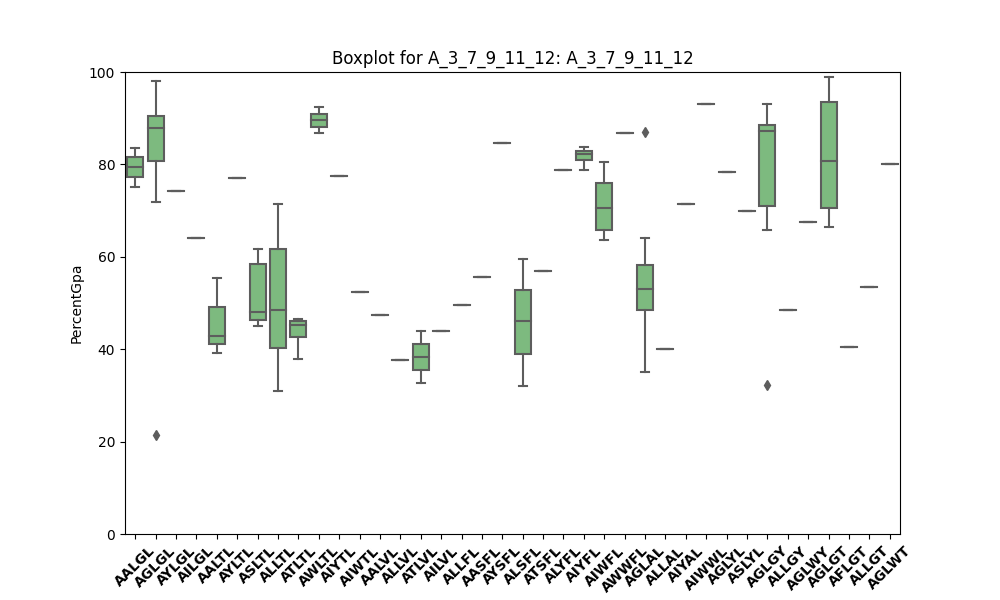 Boxplot for A_3_7_9_11_12: A_3_7_9_11_12
PercentGpa
100
80
60
40
20
0
AALGL
AGLGL
AYLGL
AILGL
AALTL
AYLTL
ASLTL
ALLTL
ATLTL
AWLTL
AIYTL
AIWTL
AALVL
ALLVL
ATLVL
AILVL
ALLFL
AASFL
AYSFL
ALSFL
ATSFL
ALYFL
AIYFL
AIWFL
AWWFL
AGLAL
ALLAL
AIYAL
AIWWL
AGLYL
ASLYL
AGLGY
ALLGY
AGLWY
AGLGT
AFLGT
ALLGT
AGLWT